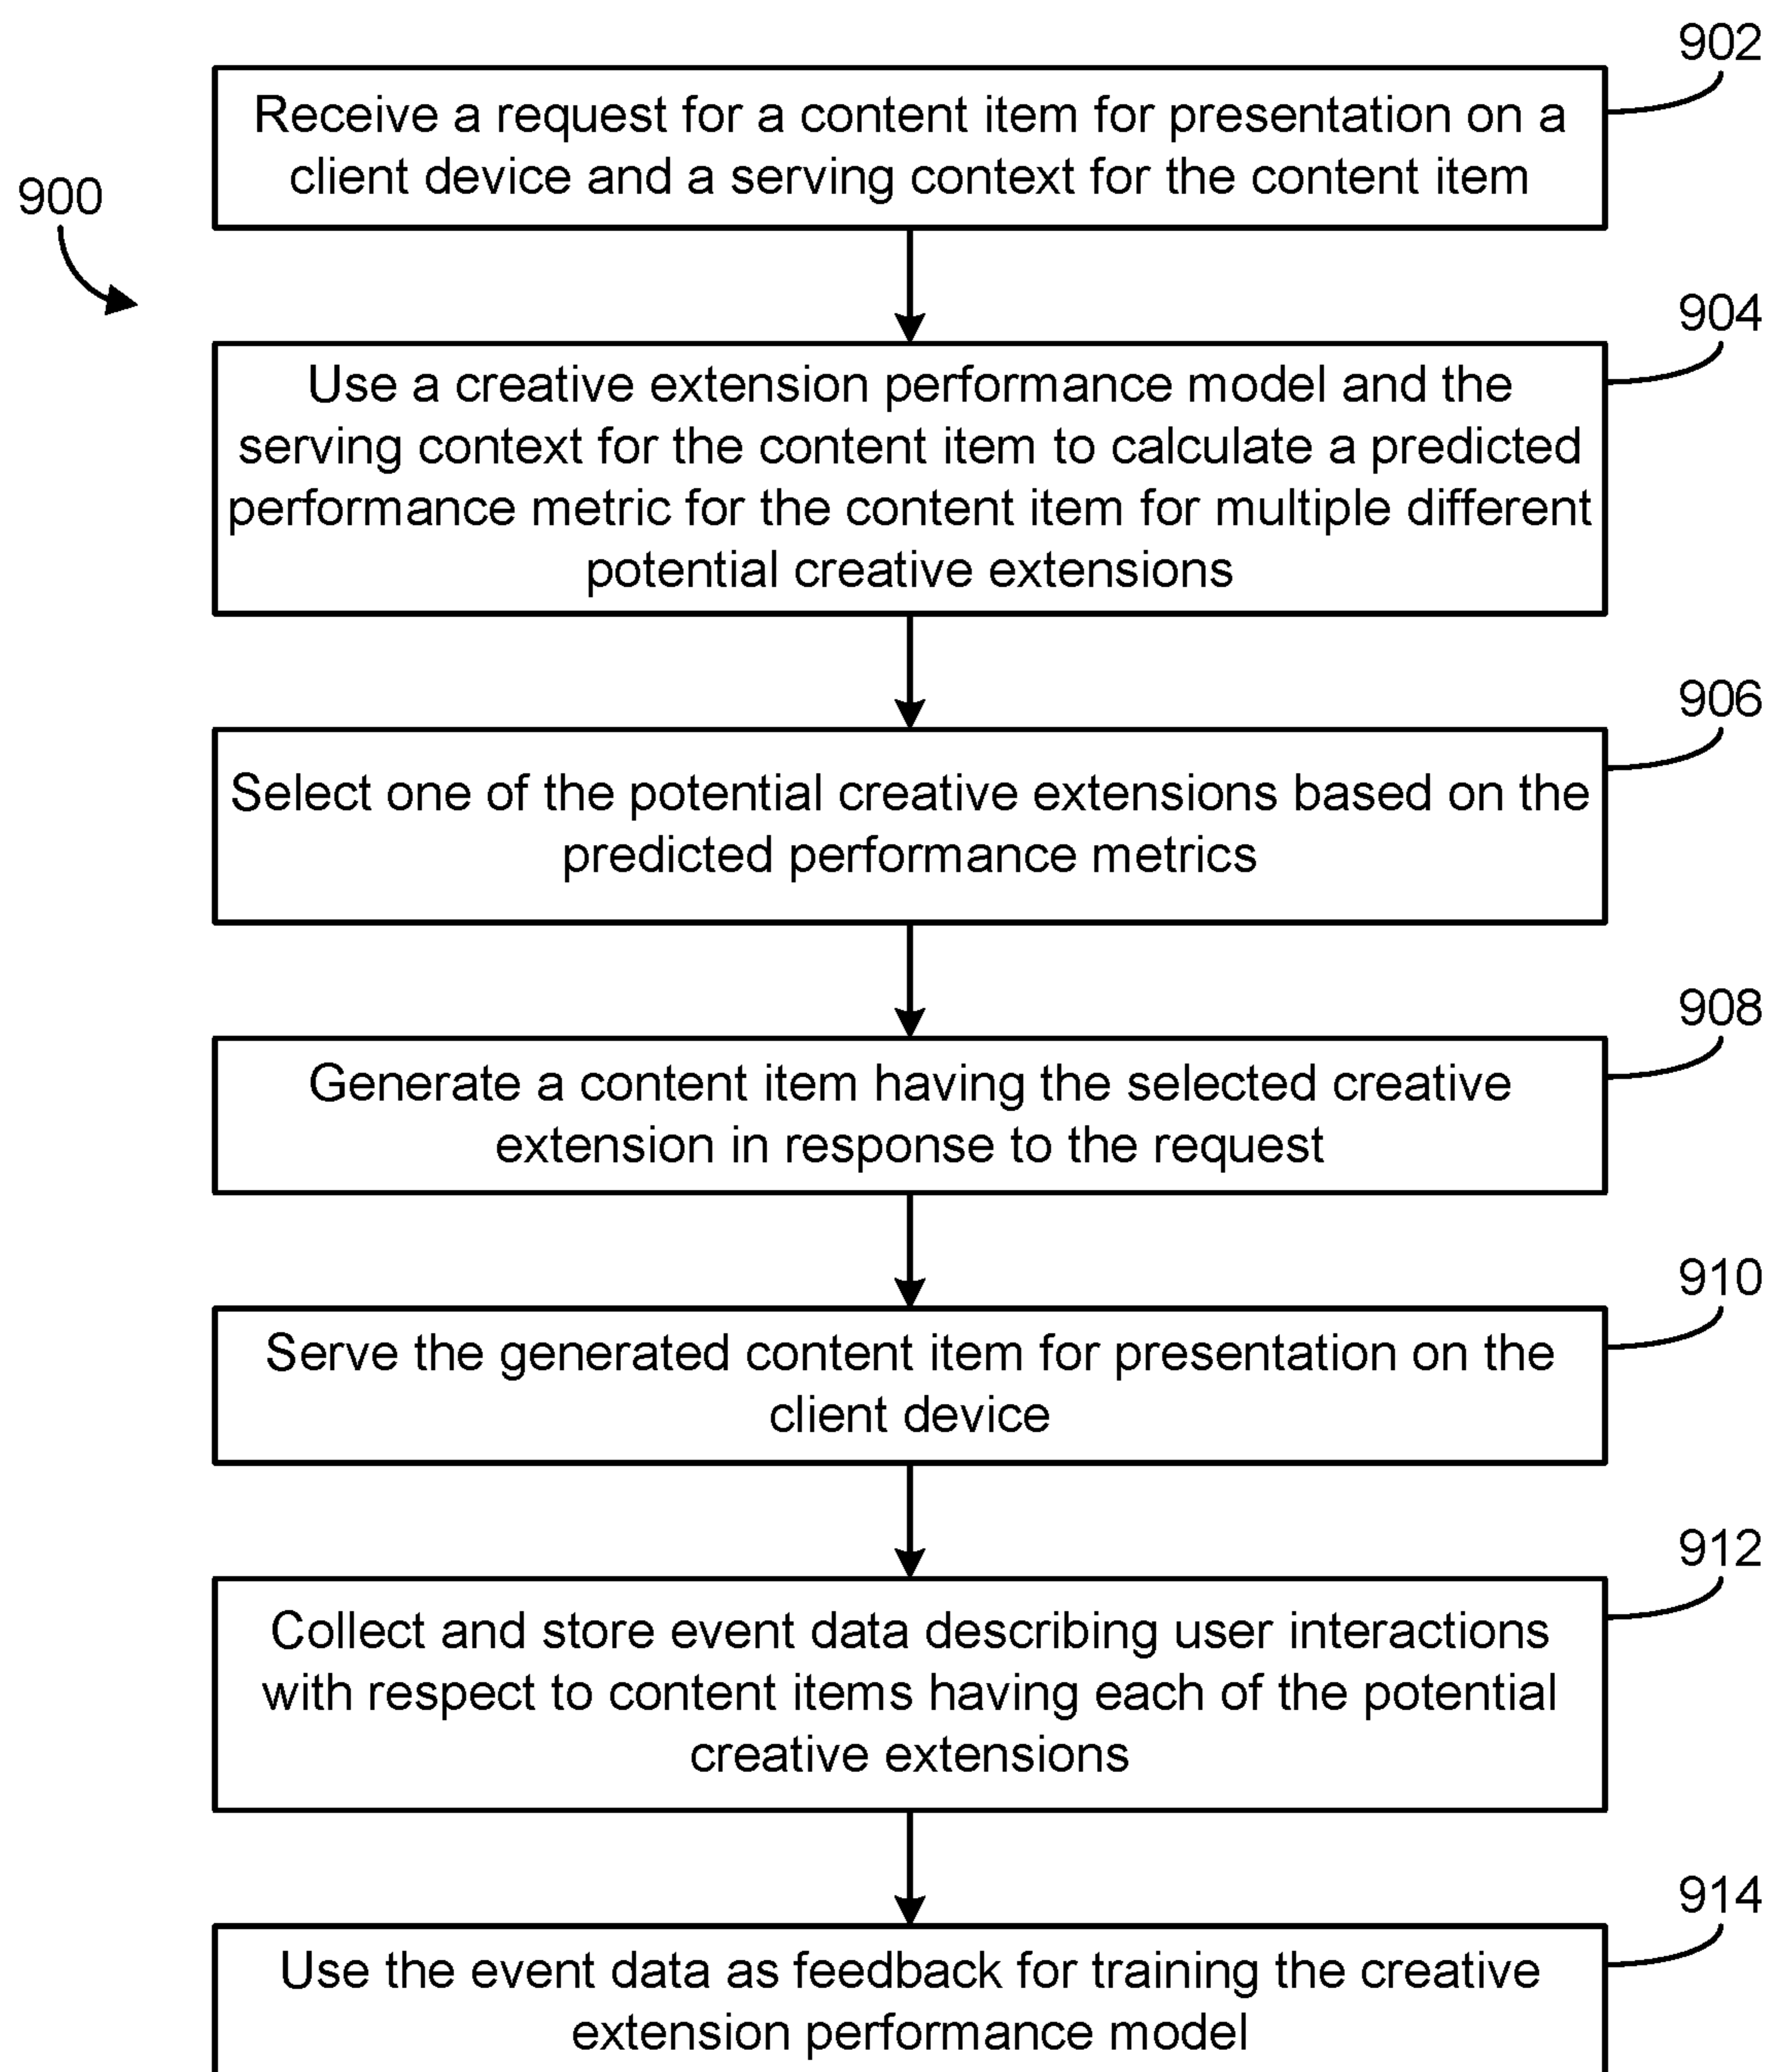 902
Receive a request for a content item for presentation on a
client device and a serving context for the content item
900
904
Use a creative extension performance model and the
serving context for the content item to calculate a predicted
performance metric for the content item for multiple different
potential creative extensions
906
Select one of the potential creative extensions based on the
predicted performance metrics
908
Generate a content item having the selected creative
extension in response to the request
910
Serve the generated content item for presentation on the
client device
912
Collect and store event data describing user interactions
with respect to content items having each of the potential
creative extensions
914
Use the event data as feedback for training the creative
extension performance model